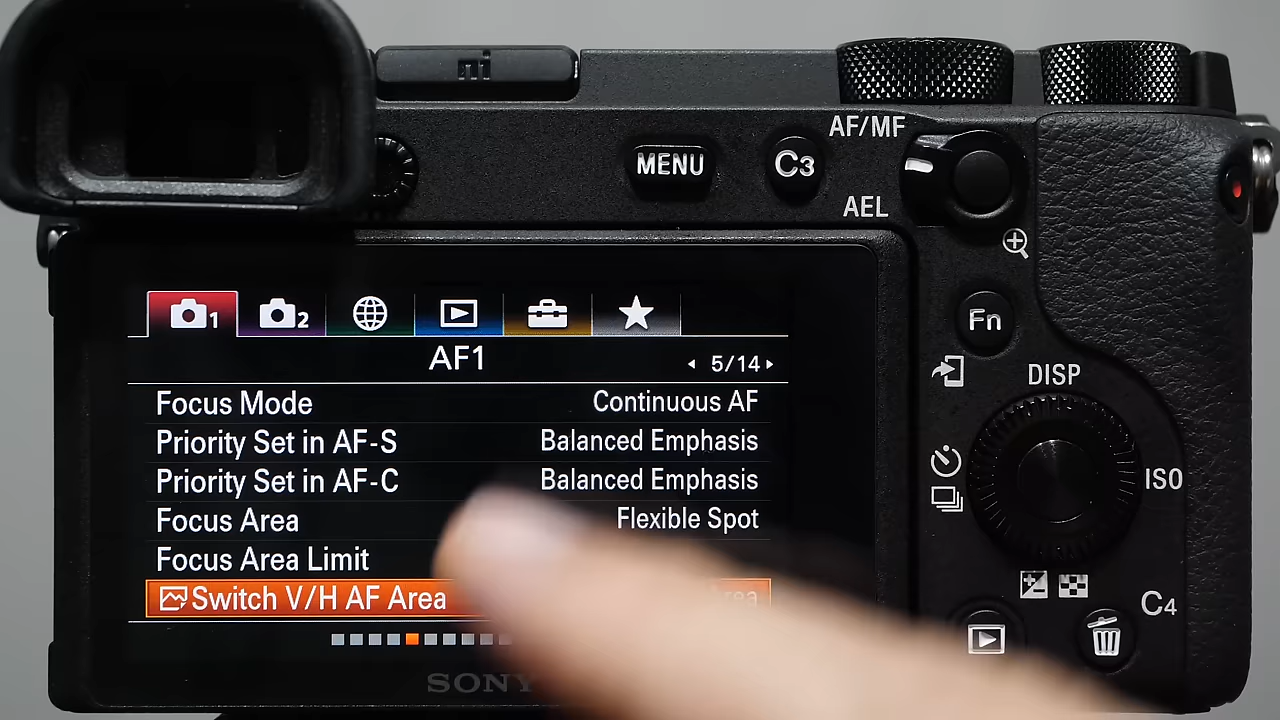 AF/MF
MENU
C3
AEL
1
2
Fn
AF1
5/14
DISP
Focus Mode Continuous AF
Priority Set in AF-S Balanced Emphasis
Priority Set in AF-C Balanced Emphasis
ISO
Focus Area Flexible Spot
Focus Area Limit
Switch V/H AF Area
C4
SONY